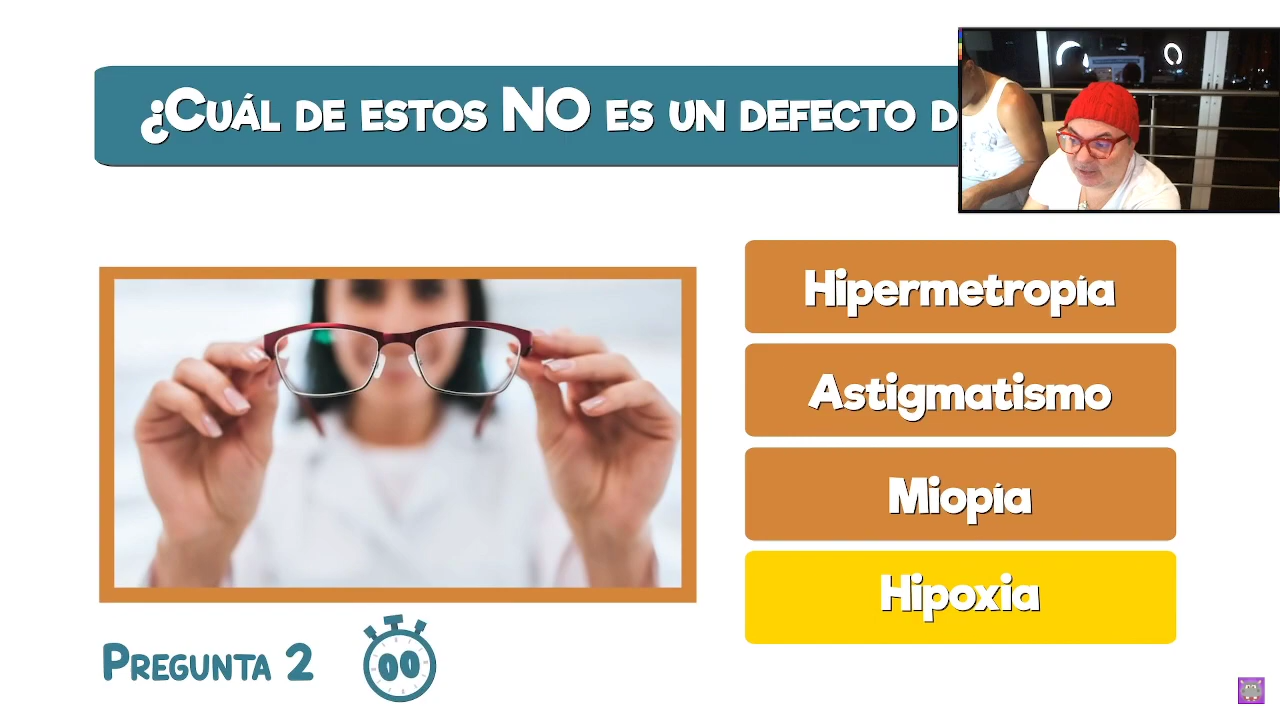 ¿Cuál de estos NO es un defecto d
Hipermetropía
Astigmatismo
Miopía
Hipoxia
Pregunta 2
00